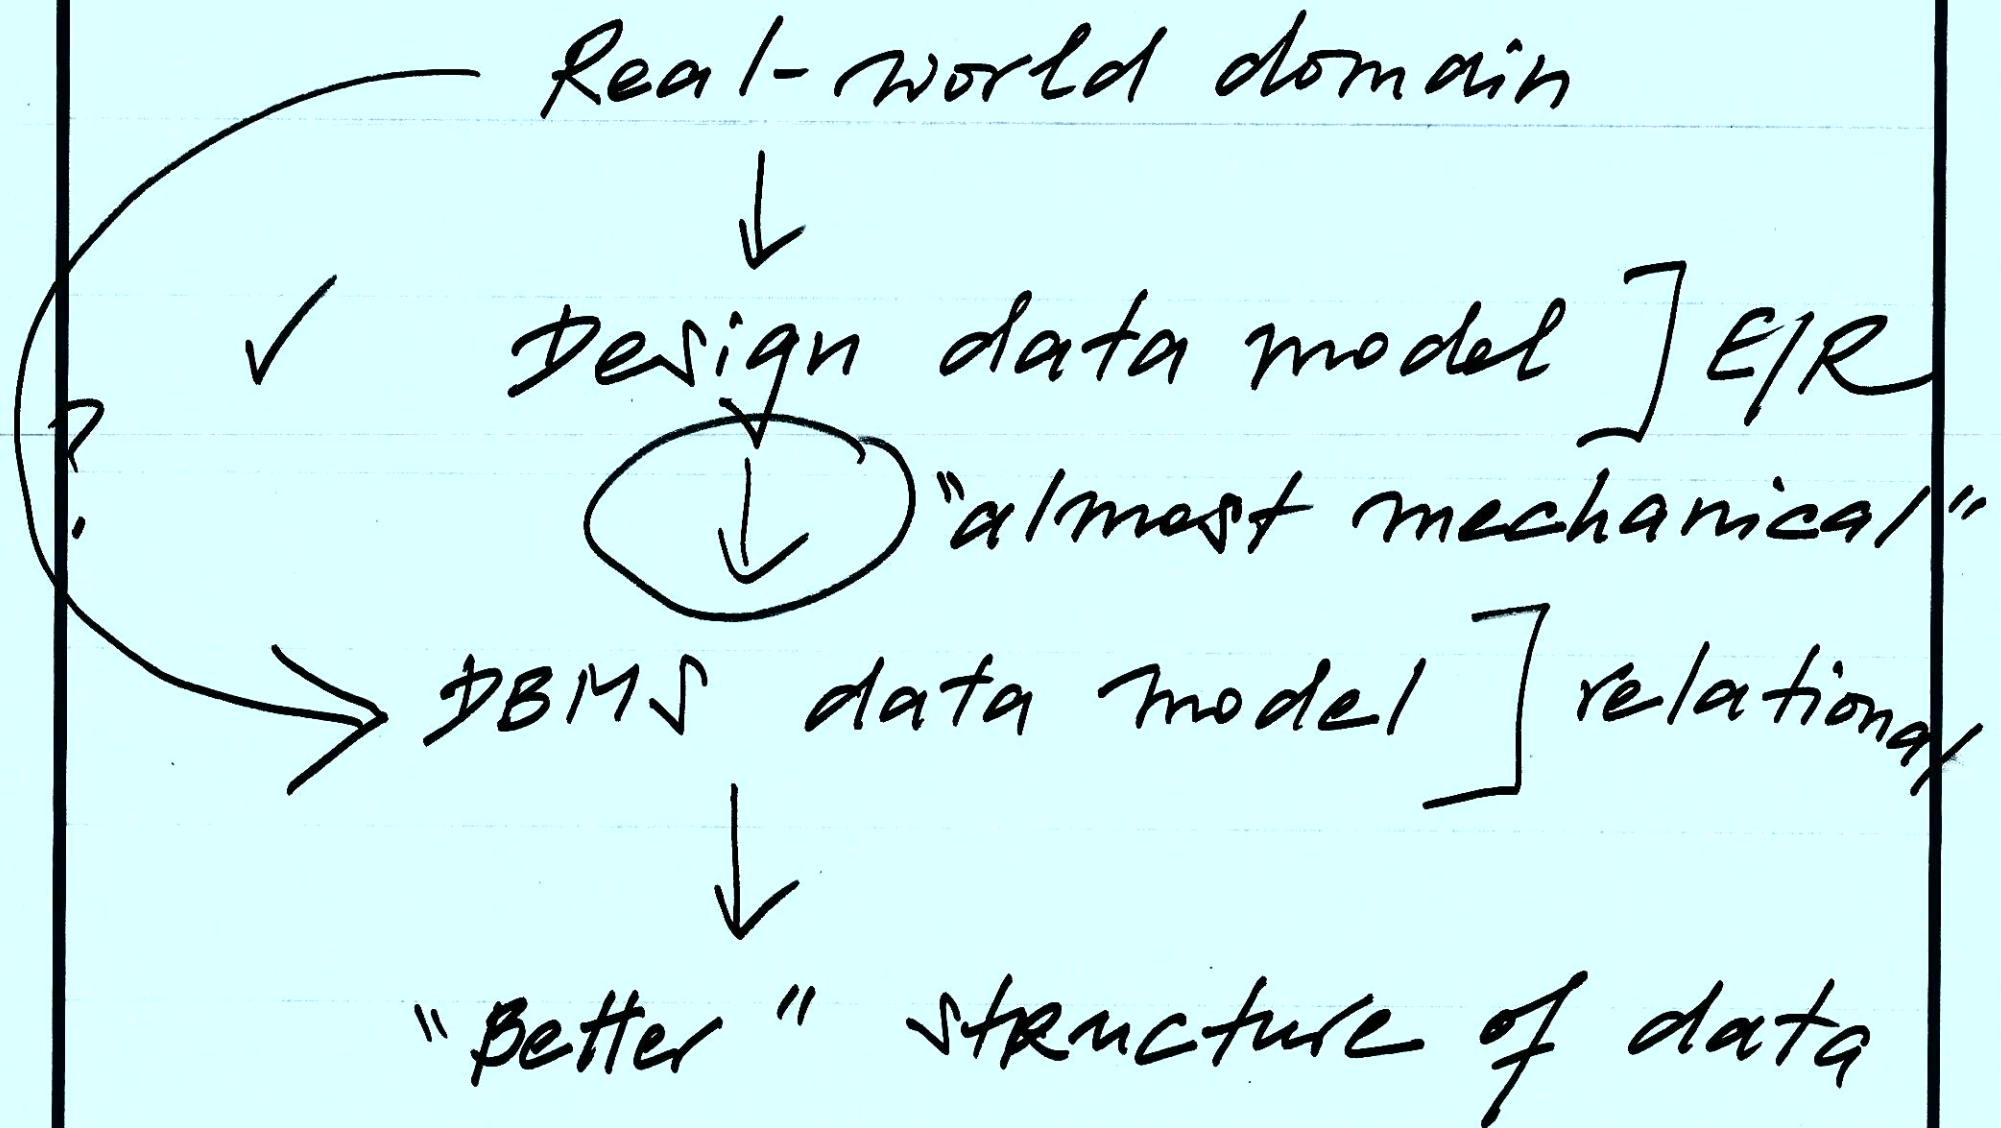 Real-world domain
✓ Design data model ] E/R
?
"almost mechanical"
DBMS data model ] relational
"Better" structure of data